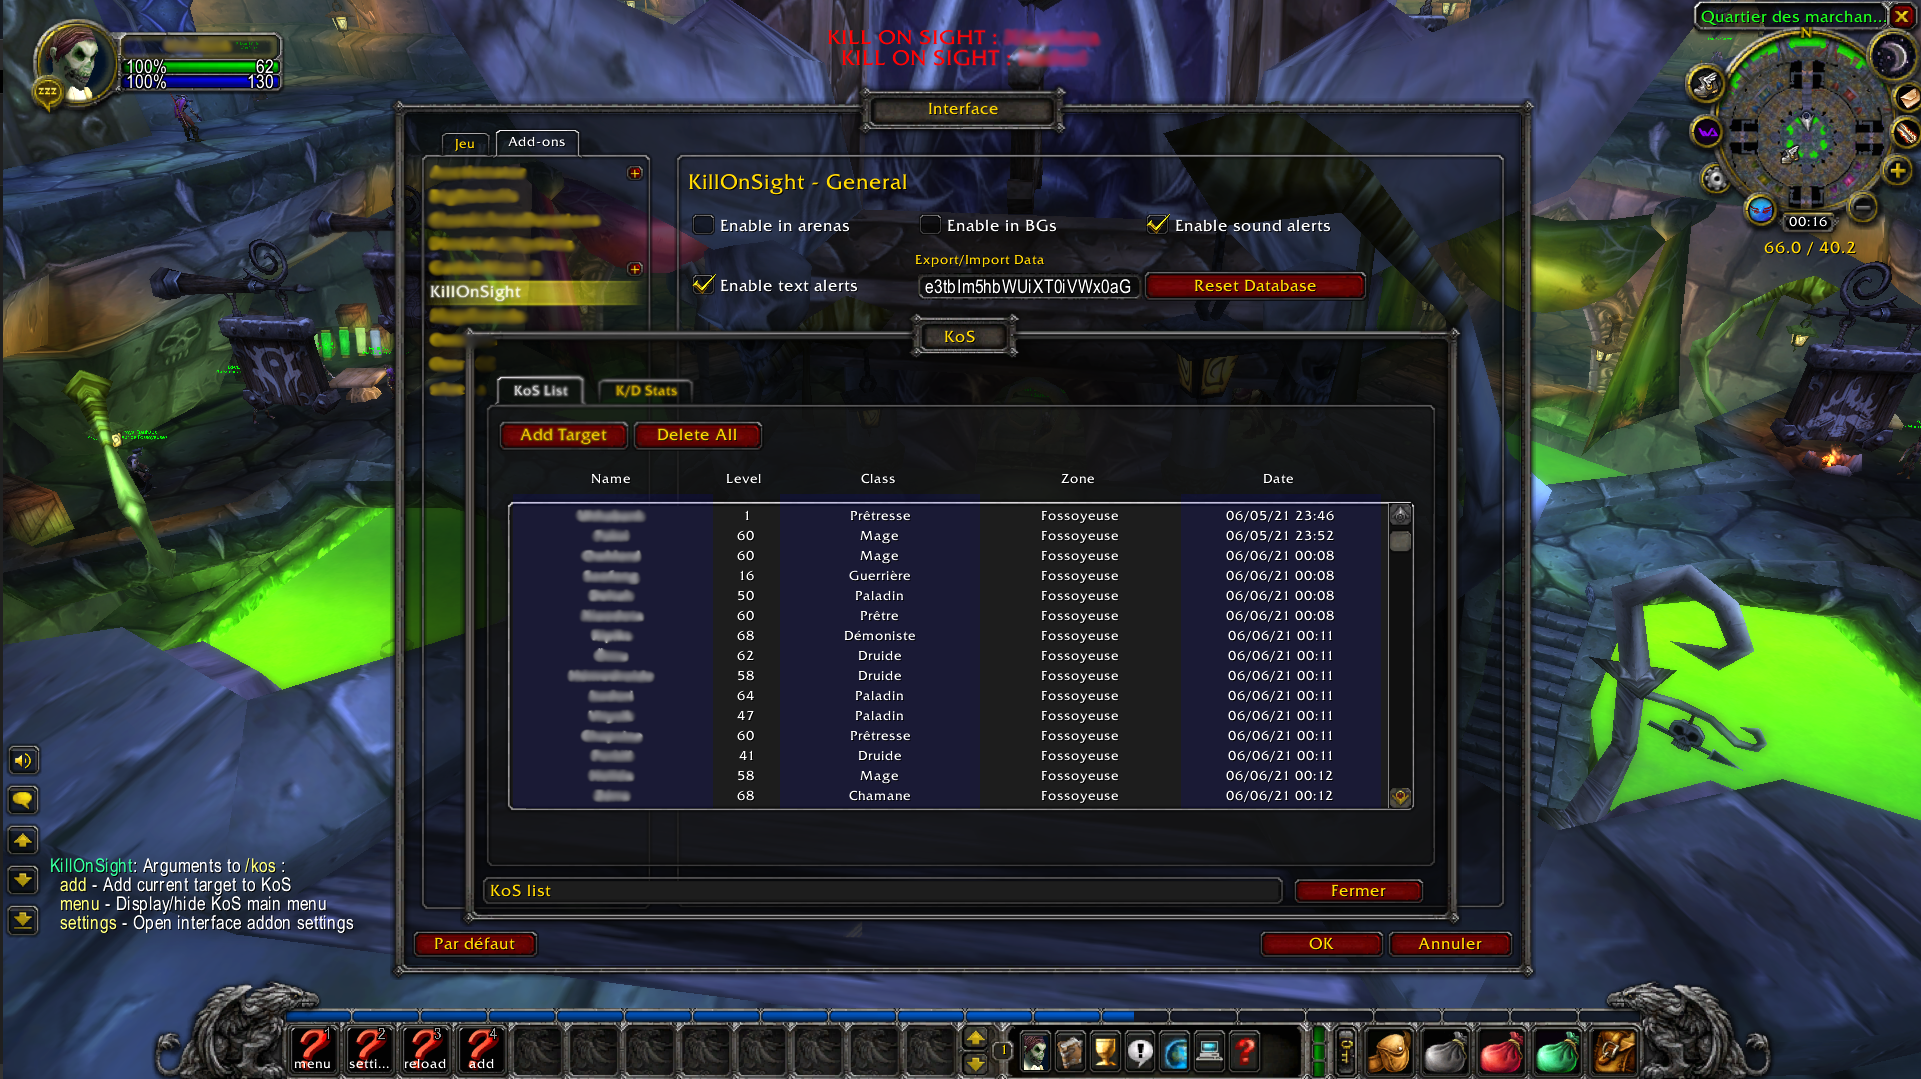 KILL ON SIGHT :
KILL ON SIGHT :
Quartier des marchan...
N
zzz
100% 62
100% 130
00:16
66.0 / 40.2
Interface
Jeu
Add-ons
KillOnSight
KillOnSight - General
Enable in arenas
Enable in BGs
Enable sound alerts
Export/Import Data
Enable text alerts
e3tbIm5hbWUiXT0iVWx0aG
Reset Database
KoS
KoS List
K/D Stats
Add Target
Delete All
Name Level Class Zone Date
1 Prêtresse Fossoyeuse 06/05/21 23:46
60 Mage Fossoyeuse 06/05/21 23:52
60 Mage Fossoyeuse 06/06/21 00:08
16 Guerrière Fossoyeuse 06/06/21 00:08
50 Paladin Fossoyeuse 06/06/21 00:08
60 Prêtre Fossoyeuse 06/06/21 00:08
68 Démoniste Fossoyeuse 06/06/21 00:11
62 Druide Fossoyeuse 06/06/21 00:11
58 Druide Fossoyeuse 06/06/21 00:11
64 Paladin Fossoyeuse 06/06/21 00:11
47 Paladin Fossoyeuse 06/06/21 00:11
60 Prêtresse Fossoyeuse 06/06/21 00:11
41 Druide Fossoyeuse 06/06/21 00:11
58 Mage Fossoyeuse 06/06/21 00:12
68 Chamane Fossoyeuse 06/06/21 00:12
KoS list
Fermer
KillOnSight: Arguments to /kos :
add - Add current target to KoS
menu - Display/hide KoS main menu
settings - Open interface addon settings
Par défaut
OK
Annuler
1 2 3 4
menu setti... reload add
1